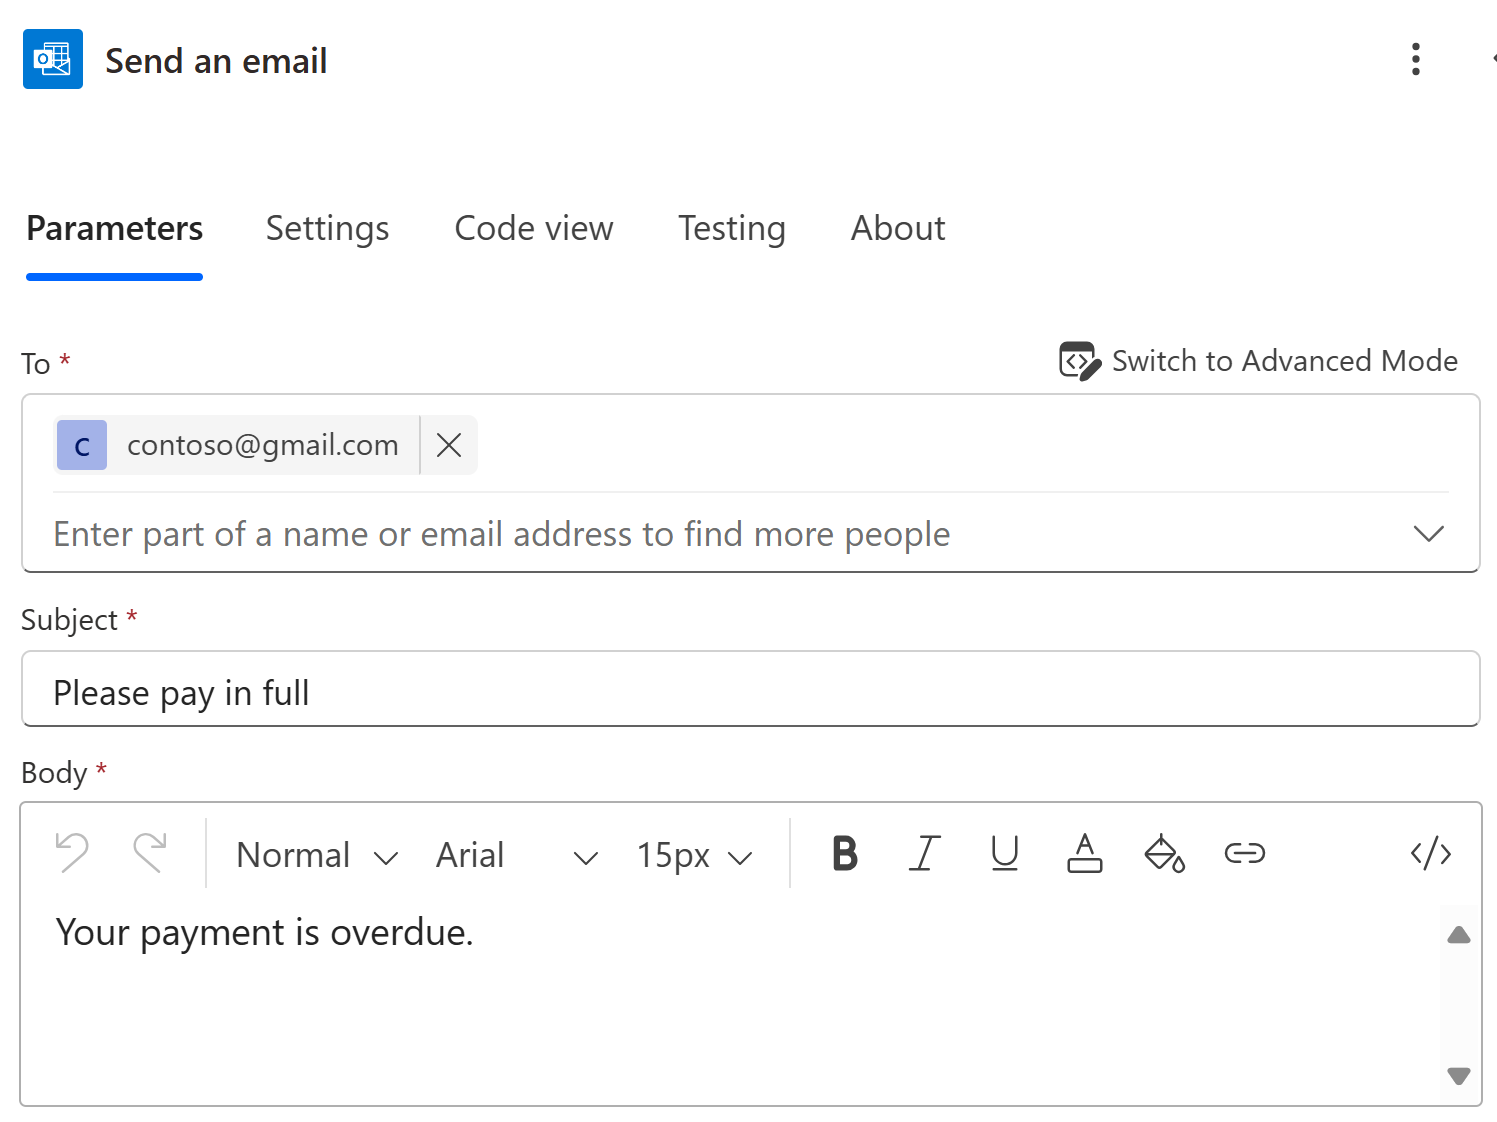 Send an email
Parameters Settings Code view Testing About
To *
Switch to Advanced Mode
C contoso@gmail.com
Enter part of a name or email address to find more people
Subject *
Please pay in full
Body *
Normal Arial 15px B I U A </>
Your payment is overdue.